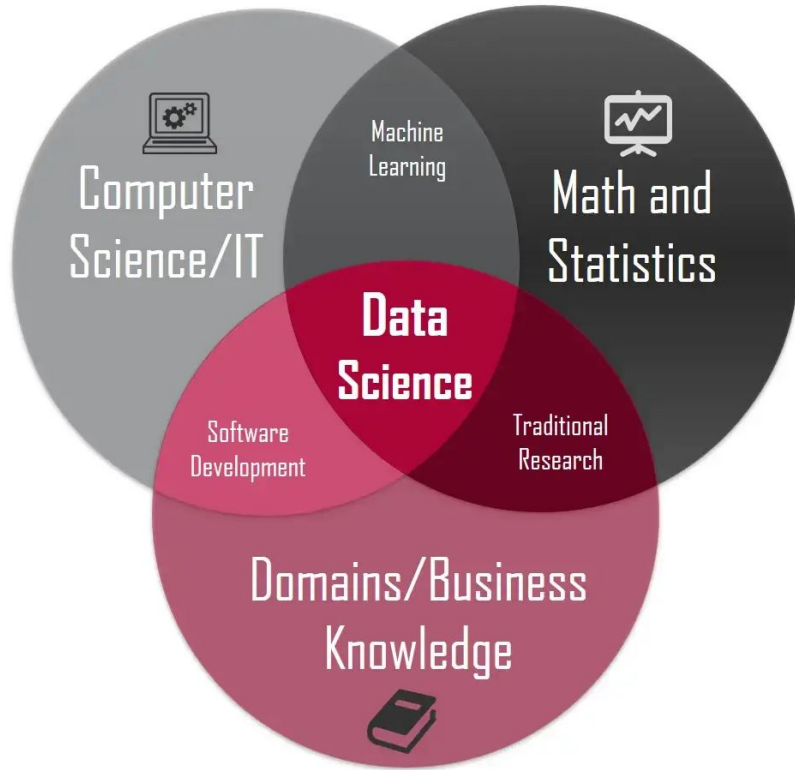 Machine
Learning
Computer
Science/IT
Math and
Statistics
Data
Science
Software
Development
Traditional
Research
Domains/Business
Knowledge